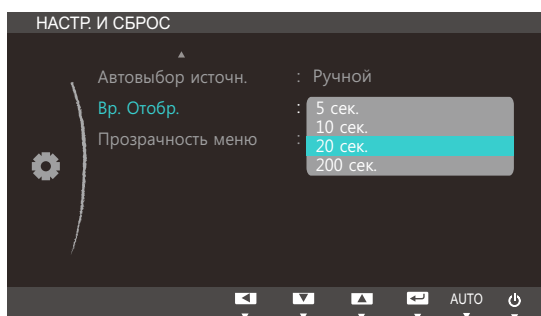 НАСТР. И СБРОС
Автовыбор источн. : Ручной
Вр. Отобр. : 5 сек.
10 сек.
Прозрачность меню : 20 сек.
200 сек.
AUTO